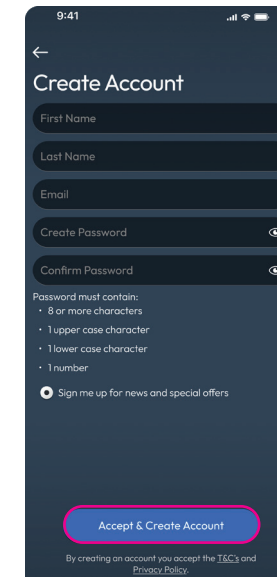 9:41
Create Account
First Name
Last Name
Email
Create Password
Confirm Password
Password must contain:
• 8 or more characters
• 1 upper case character
• 1 lower case character
• 1 number
Sign me up for news and special offers
Accept & Create Account
By creating an account you accept the T&C's and
Privacy Policy.